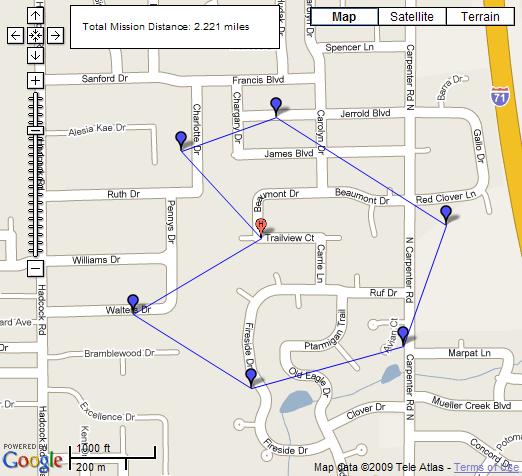 Total Mission Distance: 2.221 miles
Map
Satellite
Terrain
Spencer Ln
Sanford Dr
Francis Blvd
Carpenter Rd N
71
Barra Dr
Charlotte Dr
Chargary Dr
Carolyn Dr
Jerrold Blvd
Alesia Kae Dr
James Blvd
Gallo Dr
Ruth Dr
Beaumont Dr
Beaumont Dr
Red Clover Ln
Pennys Dr
H
Trailview Ct
Carrie Ln
N Carpenter Rd
Williams Dr
Hadcock Rd
Ruf Dr
Walters Dr
ard Ave
Fireside Dr
Ptarmigan Trail
Avian Ct
Bramblewood Dr
Marpat Ln
Old Eagle Dr
Carpenter Rd N
Hadcock Rd
Excellence Dr
Clover Dr
Mueller Creek Blvd
Fireside Dr
Concord Dr
POWERED BY
Google
1000 ft
200 m
Map data ©2009 Tele Atlas - Terms of Use